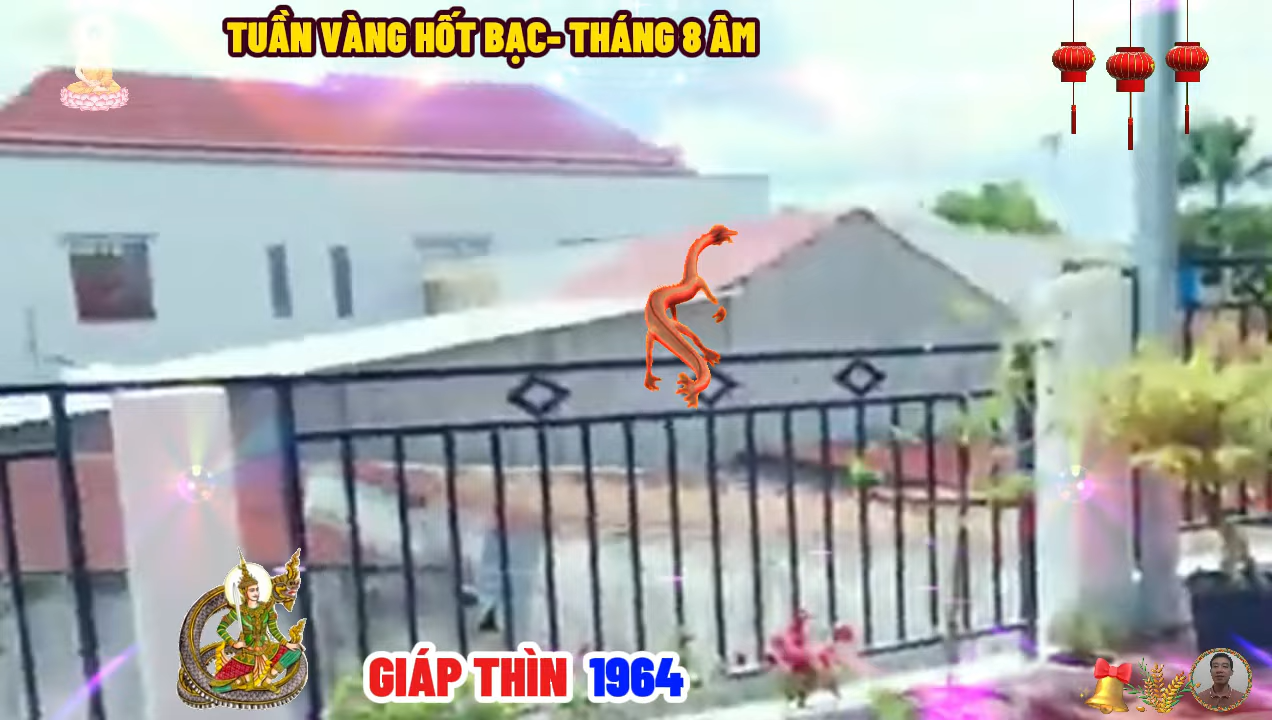 TUẦN VÀNG HỐT BẠC- THÁNG 8 ÂM
GIÁP THÌN 1964